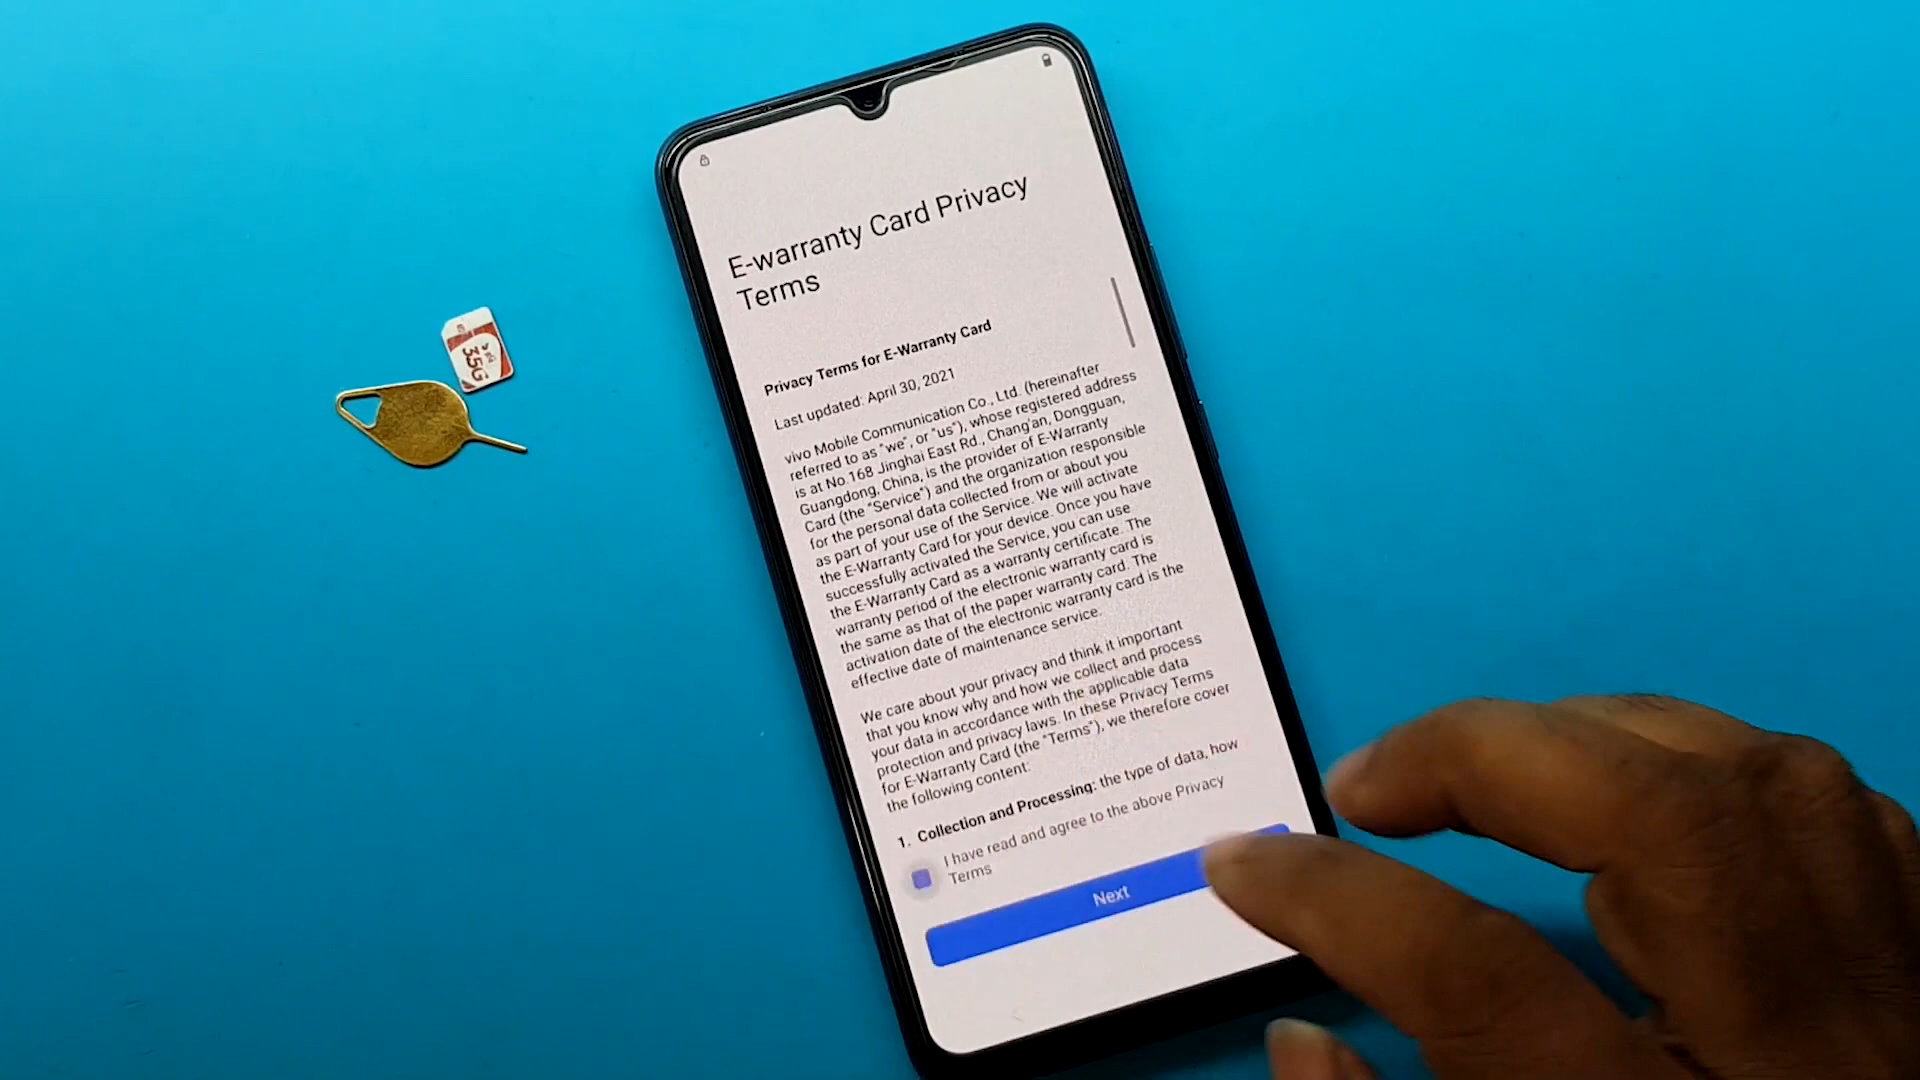 E-warranty Card Privacy
Terms
Privacy Terms for E-Warranty Card
Last updated: April 30, 2021
vivo Mobile Communication Co., Ltd. (hereinafter
referred to as "we", or "us"), whose registered address
is at No.168 Jinghai East Rd., Chang'an, Dongguan,
Guangdong, China, is the provider of E-Warranty
Card (the "Service") and the organization responsible
for the personal data collected from or about you
as part of your use of the Service. We will activate
the E-Warranty Card for your device. Once you have
successfully activated the Service, you can use
the E-Warranty Card as a warranty certificate. The
warranty period of the electronic warranty card is
the same as that of the paper warranty card. The
activation date of the electronic warranty card is the
effective date of maintenance service.
We care about your privacy and think it important
that you know why and how we collect and process
your data in accordance with the applicable data
protection and privacy laws. In these Privacy Terms
for E-Warranty Card (the "Terms"), we therefore cover
the following content:
1. Collection and Processing: the type of data, how
I have read and agree to the above Privacy
Terms
Next